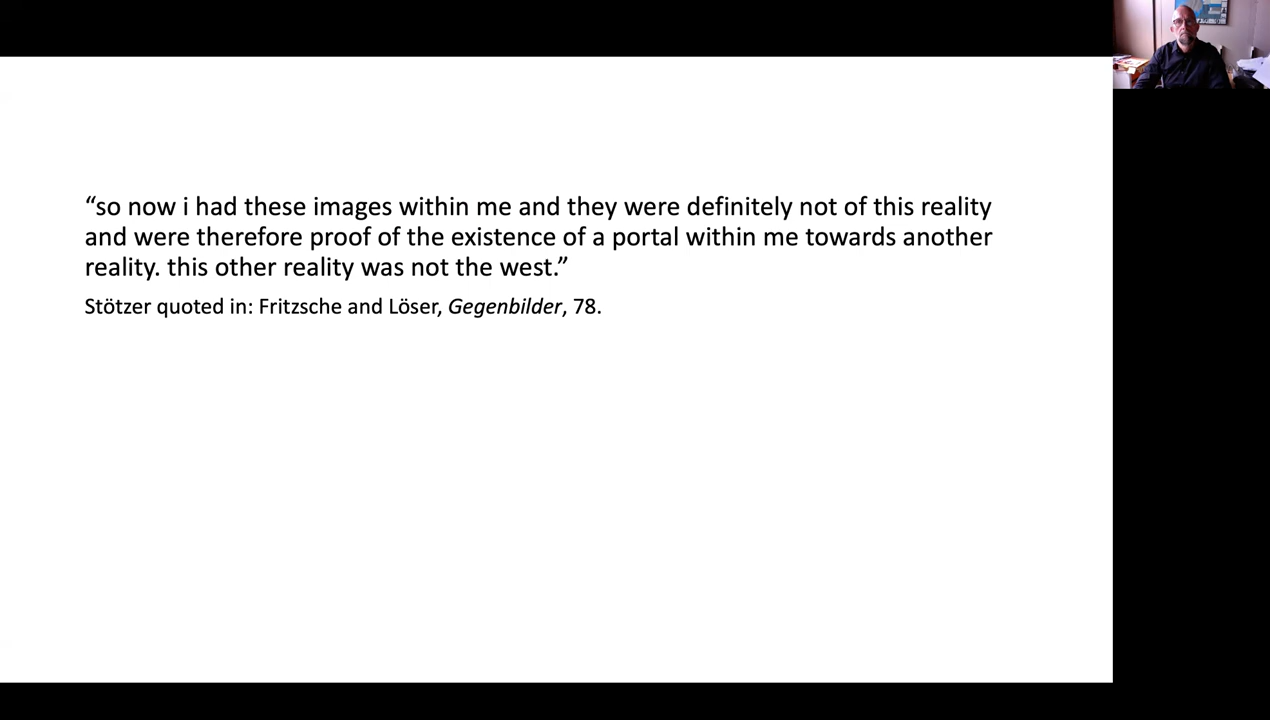 “so now i had these images within me and they were definitely not of this reality
and were therefore proof of the existence of a portal within me towards another
reality. this other reality was not the west.”
Stötzer quoted in: Fritzsche and Löser, Gegenbilder, 78.